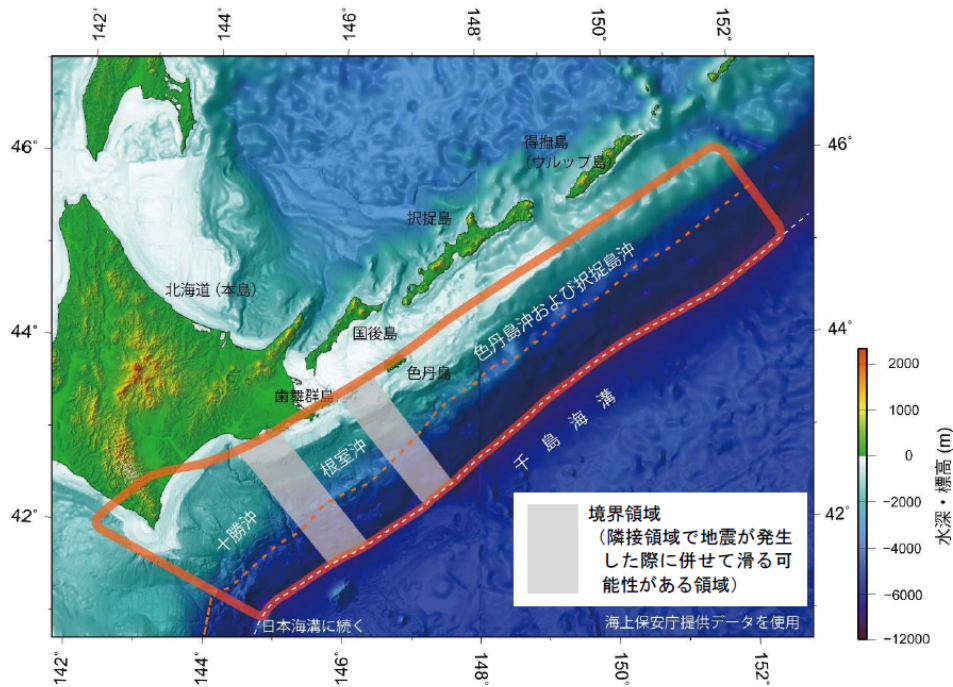 142°
144°
146°
148°
150°
152°
46°
46°
得撫島
(ウルップ島)
択捉島
北海道 (本島)
色丹島沖および択捉島沖
44°
44°
国後島
色丹島
歯舞群島
千島海溝
根室沖
十勝沖
42°
42°
境界領域
(隣接領域で地震が発生
した際に併せて滑る可
能性がある領域)
日本海溝に続く
海上保安庁提供データを使用
142°
144°
146°
148°
150°
152°
2000
1000
0
−2000
−4000
−6000
−8000
−12000
水深・標高 (m)